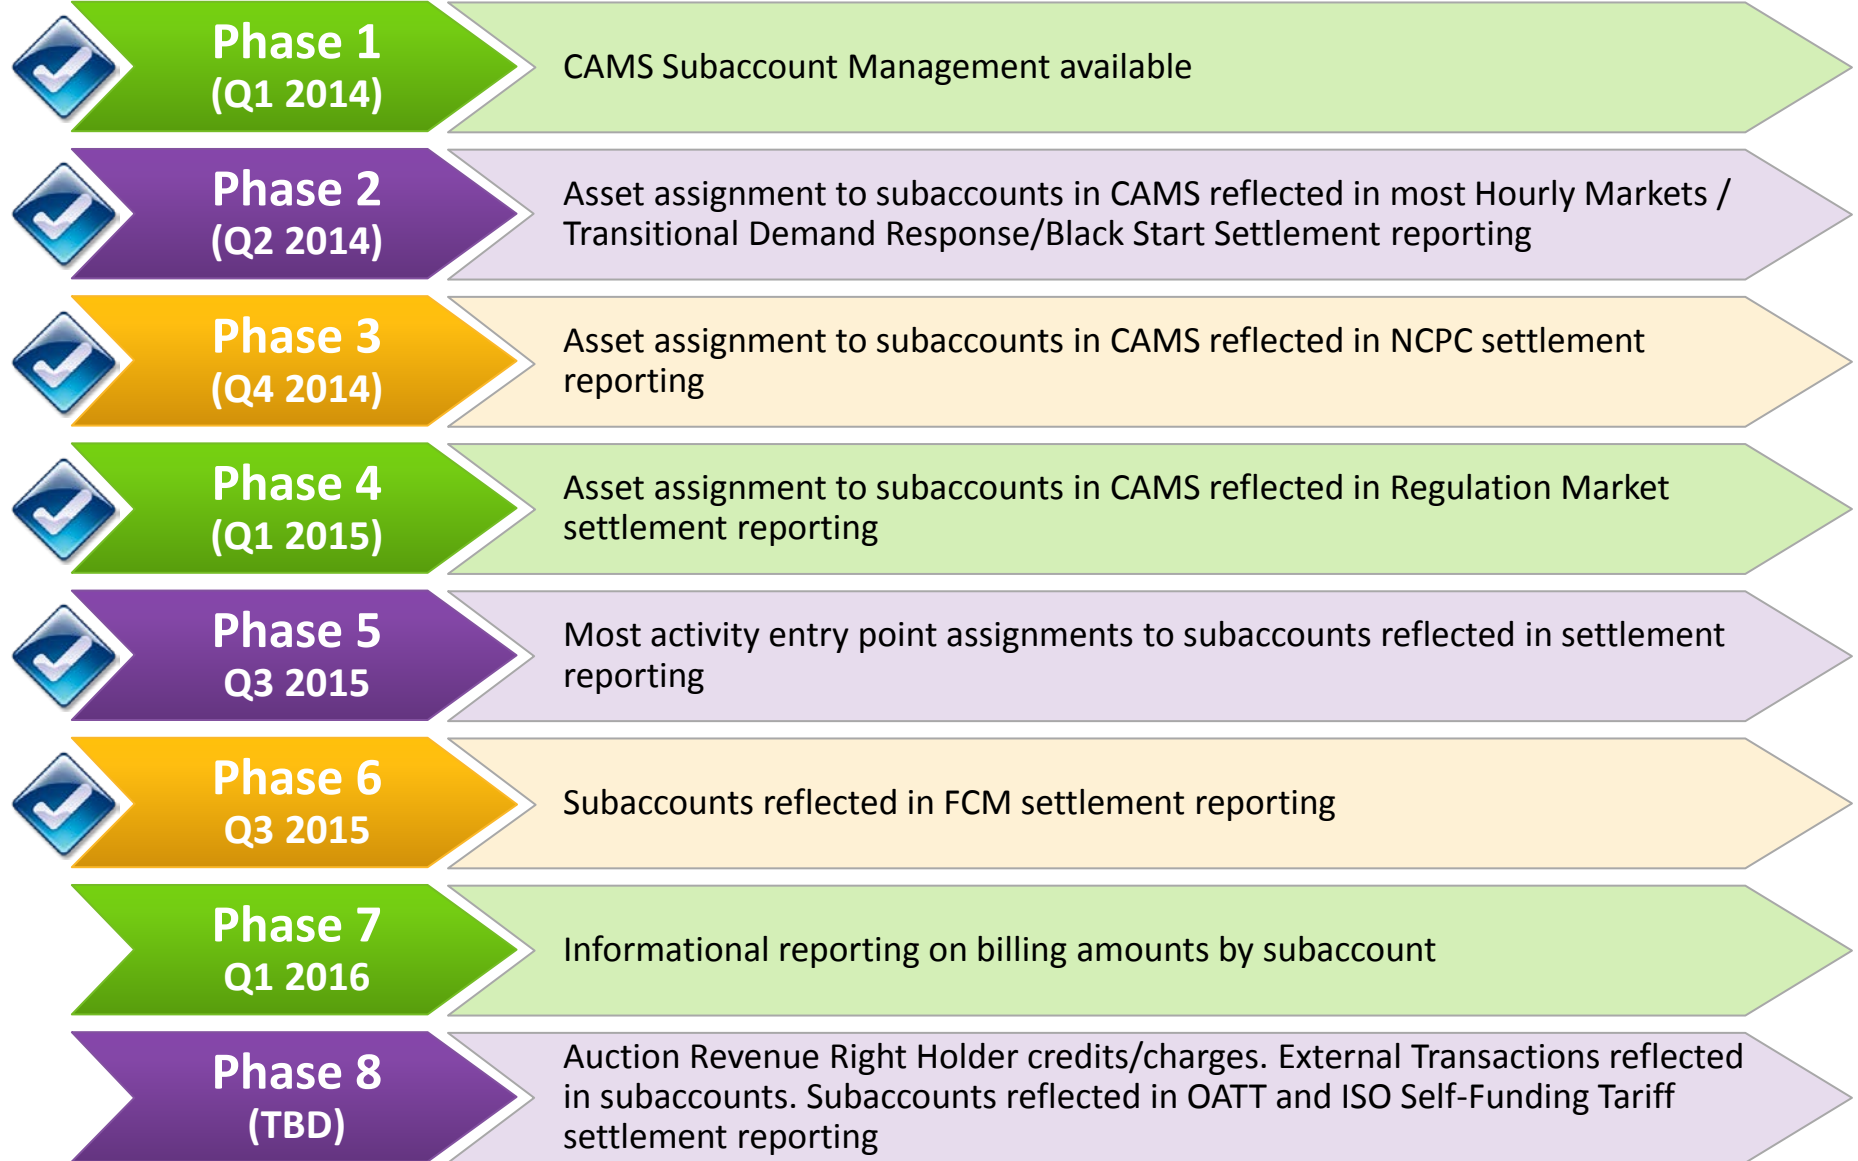 Phase 1
(Q1 2014)
CAMS Subaccount Management available
Phase 2
(Q2 2014)
Asset assignment to subaccounts in CAMS reflected in most Hourly Markets /
Transitional Demand Response/Black Start Settlement reporting
Phase 3
(Q4 2014)
Asset assignment to subaccounts in CAMS reflected in NCPC settlement
reporting
Phase 4
(Q1 2015)
Asset assignment to subaccounts in CAMS reflected in Regulation Market
settlement reporting
Phase 5
Q3 2015
Most activity entry point assignments to subaccounts reflected in settlement
reporting
Phase 6
Q3 2015
Subaccounts reflected in FCM settlement reporting
Phase 7
Q1 2016
Informational reporting on billing amounts by subaccount
Phase 8
(TBD)
Auction Revenue Right Holder credits/charges. External Transactions reflected
in subaccounts. Subaccounts reflected in OATT and ISO Self-Funding Tariff
settlement reporting